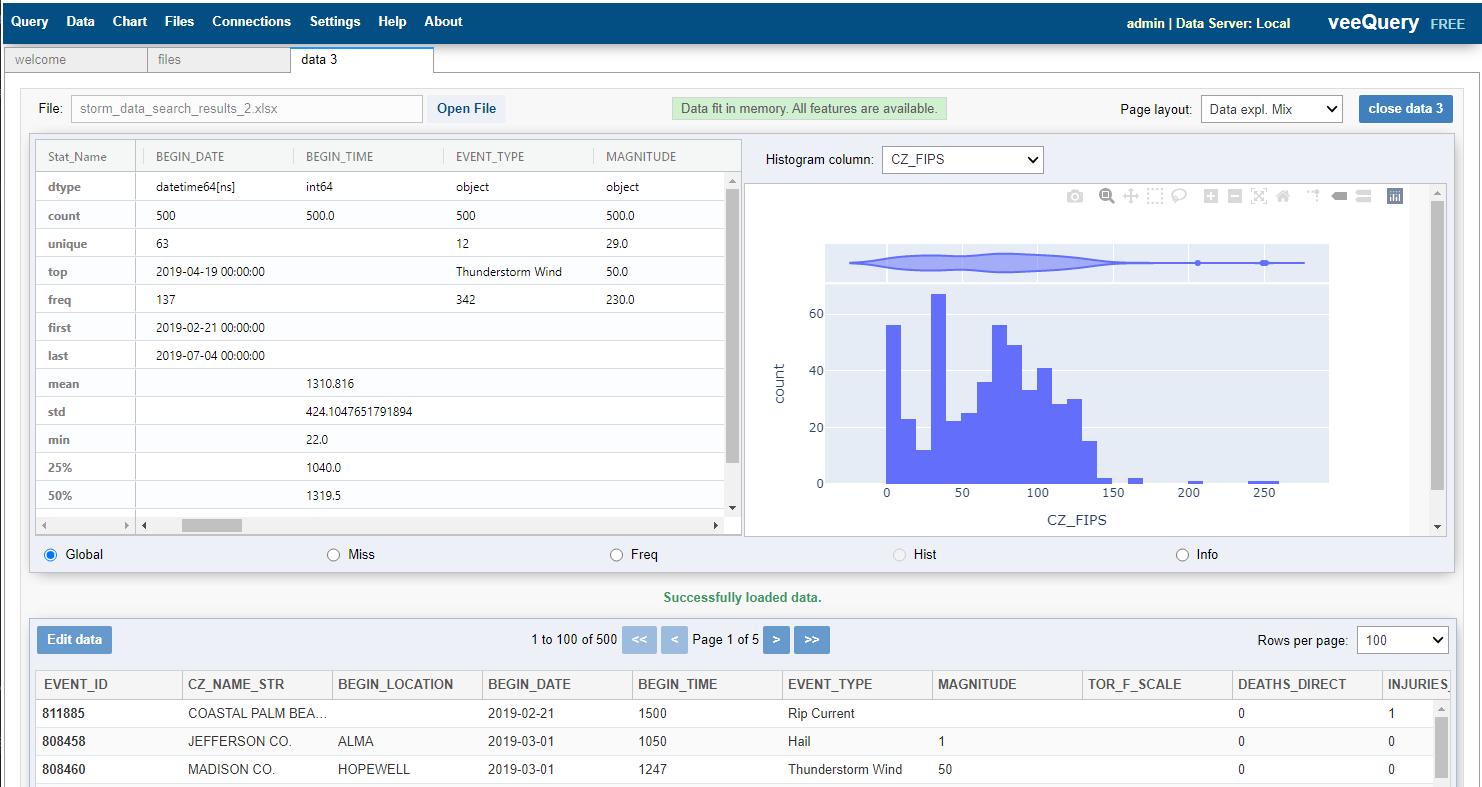 Query Data Chart Files Connections Settings Help About admin | Data Server: Local veeQuery FREE
welcome files data 3
File: storm_data_search_results_2.xlsx Open File Data fit in memory. All features are available. Page layout: Data expl. Mix close data 3
Stat_Name BEGIN_DATE BEGIN_TIME EVENT_TYPE MAGNITUDE
dtype datetime64[ns] int64 object object
count 500 500.0 500 500.0
unique 63 12 29.0
top 2019-04-19 00:00:00 Thunderstorm Wind 50.0
freq 137 342 230.0
first 2019-02-21 00:00:00
last 2019-07-04 00:00:00
mean 1310.816
std 424.1047651791894
min 22.0
25% 1040.0
50% 1319.5
Histogram column: CZ_FIPS
60
40
20
0
count
0 50 100 150 200 250
CZ_FIPS
Global Miss Freq Hist Info
Successfully loaded data.
Edit data 1 to 100 of 500 << < Page 1 of 5 > >> Rows per page: 100
EVENT_ID CZ_NAME_STR BEGIN_LOCATION BEGIN_DATE BEGIN_TIME EVENT_TYPE MAGNITUDE TOR_F_SCALE DEATHS_DIRECT INJURIES_
811885 COASTAL PALM BEA... 2019-02-21 1500 Rip Current 0 1
808458 JEFFERSON CO. ALMA 2019-03-01 1050 Hail 1 0 0
808460 MADISON CO. HOPEWELL 2019-03-01 1247 Thunderstorm Wind 50 0 0